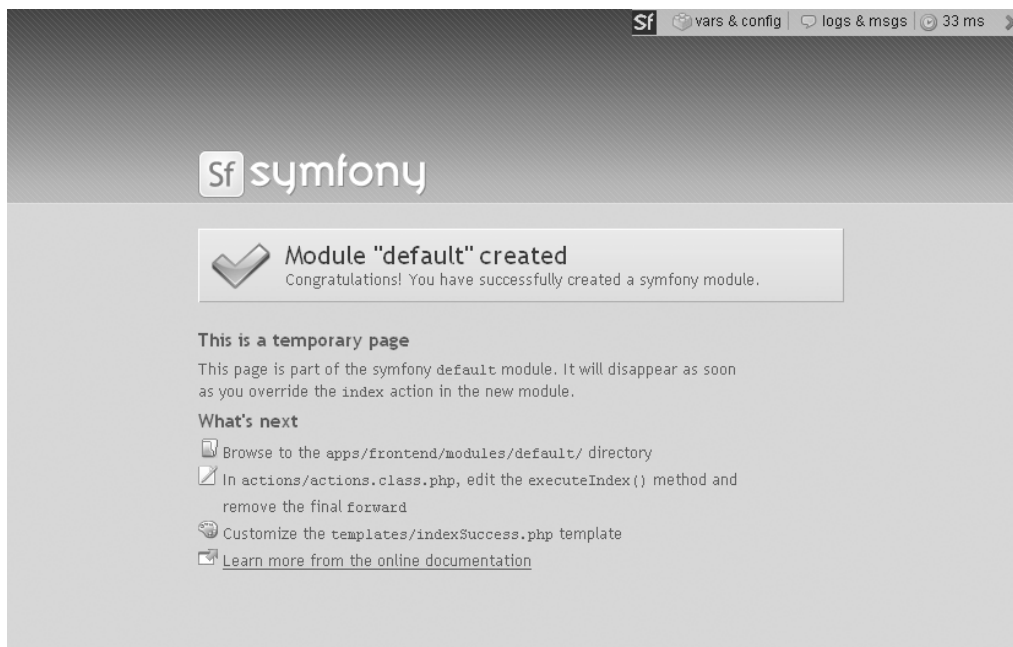 Sf vars & config logs & msgs 33 ms
Sf symfony
Module "default" created
Congratulations! You have successfully created a symfony module.
This is a temporary page
This page is part of the symfony default module. It will disappear as soon
as you override the index action in the new module.
What's next
Browse to the apps/frontend/modules/default/ directory
In actions/actions.class.php, edit the executeIndex() method and
remove the final forward
Customize the templates/indexSuccess.php template
Learn more from the online documentation